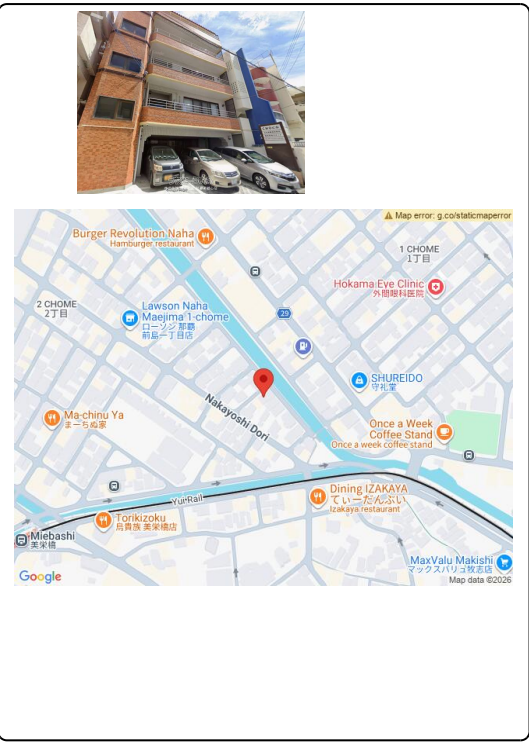 Map error: g.co/staticmaperror
Burger Revolution Naha
Hamburger restaurant
1 CHOME
1丁目
Hokama Eye Clinic
外間眼科医院
2 CHOME
2丁目
Lawson Naha
Maejima 1-chome
ローソン 那覇
前島一丁目店
29
SHUREIDO
守礼堂
Nakayoshi Dori
Ma-chinu Ya
まーちぬ家
Once a Week
Coffee Stand
Once a week coffee stand
Dining IZAKAYA
てぃーだんぶい
Izakaya restaurant
Yui Rail
Torikizoku
鳥貴族 美栄橋店
Miebashi
美栄橋
MaxValu Makishi
マックスバリュ牧志店
Google
Map data ©2026